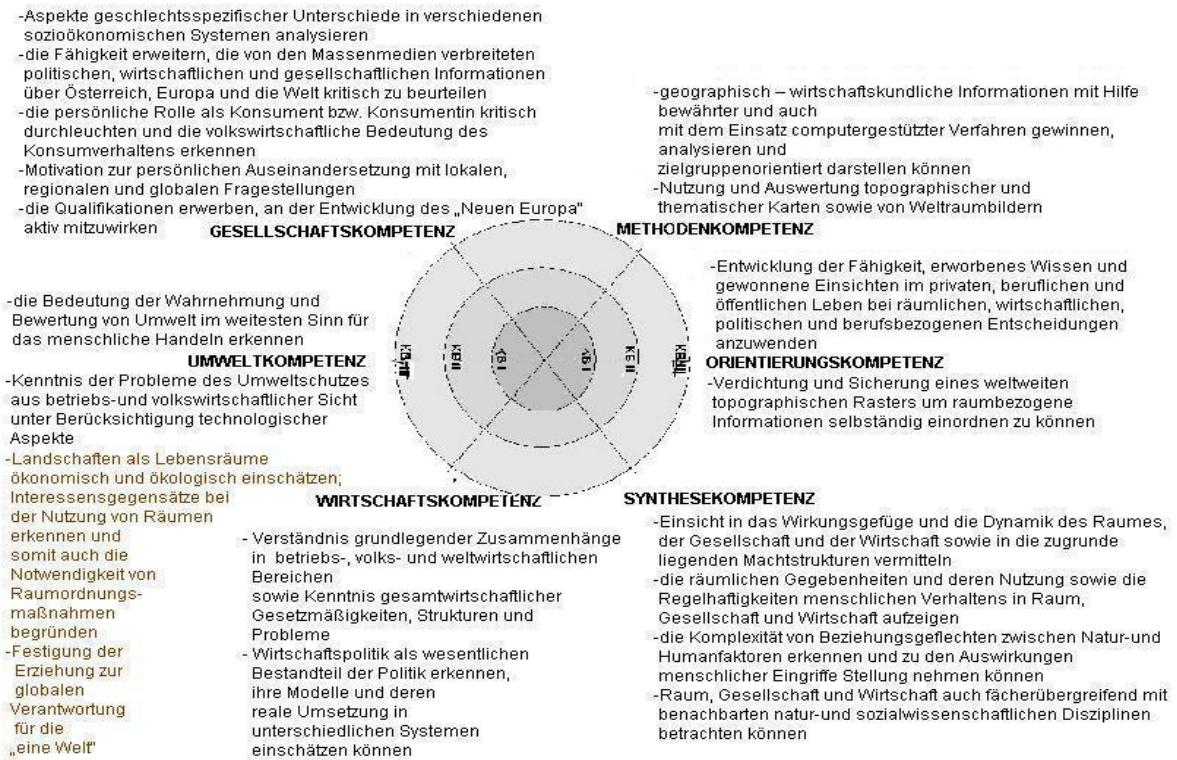 -Aspekte geschlechtsspezifischer Unterschiede in verschiedenen
sozioökonomischen Systemen analysieren
-die Fähigkeit erweitern, die von den Massenmedien verbreiteten
politischen, wirtschaftlichen und gesellschaftlichen Informationen
über Österreich, Europa und die Welt kritisch zu beurteilen
-die persönliche Rolle als Konsument bzw. Konsumentin kritisch
durchleuchten und die volkswirtschaftliche Bedeutung des
Konsumverhaltens erkennen
-Motivation zur persönlichen Auseinandersetzung mit lokalen,
regionalen und globalen Fragestellungen
-die Qualifikationen erwerben, an der Entwicklung des „Neuen Europa"
aktiv mitzuwirken
GESELLSCHAFTSKOMPETENZ
-geographisch – wirtschaftskundliche Informationen mit Hilfe
bewährter und auch
mit dem Einsatz computergestützter Verfahren gewinnen,
analysieren und
zielgruppenorientiert darstellen können
-Nutzung und Auswertung topographischer und
thematischer Karten sowie von Weltraumbildern
METHODENKOMPETENZ
-die Bedeutung der Wahrnehmung und
Bewertung von Umwelt im weitesten Sinn für
das menschliche Handeln erkennen
UMWELTKOMPETENZ
-Kenntnis der Probleme des Umweltschutzes
aus betriebs-und volkswirtschaftlicher Sicht
unter Berücksichtigung technologischer
Aspekte
-Landschaften als Lebensräume
ökonomisch und ökologisch einschätzen;
Interessensgegensätze bei
der Nutzung von Räumen
erkennen und
somit auch die
Notwendigkeit von
Raumordnungs-
maßnahmen
begründen
-Festigung der
Erziehung zur
globalen
Verantwortung
für die
„eine Welt"
KB II
KB I
KB I
KB II
-Entwicklung der Fähigkeit, erworbenes Wissen und
gewonnene Einsichten im privaten, beruflichen und
öffentlichen Leben bei räumlichen, wirtschaftlichen,
politischen und berufsbezogenen Entscheidungen
anzuwenden
ORIENTIERUNGSKOMPETENZ
-Verdichtung und Sicherung eines weltweiten
topographischen Rasters um raumbezogene
Informationen selbständig einordnen zu können
WIRTSCHAFTSKOMPETENZ
- Verständnis grundlegender Zusammenhänge
in betriebs-, volks- und weltwirtschaftlichen
Bereichen
sowie Kenntnis gesamtwirtschaftlicher
Gesetzmäßigkeiten, Strukturen und
Probleme
- Wirtschaftspolitik als wesentlichen
Bestandteil der Politik erkennen,
ihre Modelle und deren
reale Umsetzung in
unterschiedlichen Systemen
einschätzen können
SYNTHESEKOMPETENZ
-Einsicht in das Wirkungsgefüge und die Dynamik des Raumes,
der Gesellschaft und der Wirtschaft sowie in die zugrunde
liegenden Machtstrukturen vermitteln
-die räumlichen Gegebenheiten und deren Nutzung sowie die
Regelhaftigkeiten menschlichen Verhaltens in Raum,
Gesellschaft und Wirtschaft aufzeigen
-die Komplexität von Beziehungsgeflechten zwischen Natur-und
Humanfaktoren erkennen und zu den Auswirkungen
menschlicher Eingriffe Stellung nehmen können
-Raum, Gesellschaft und Wirtschaft auch fächerübergreifend mit
benachbarten natur-und sozialwissenschaftlichen Disziplinen
betrachten können